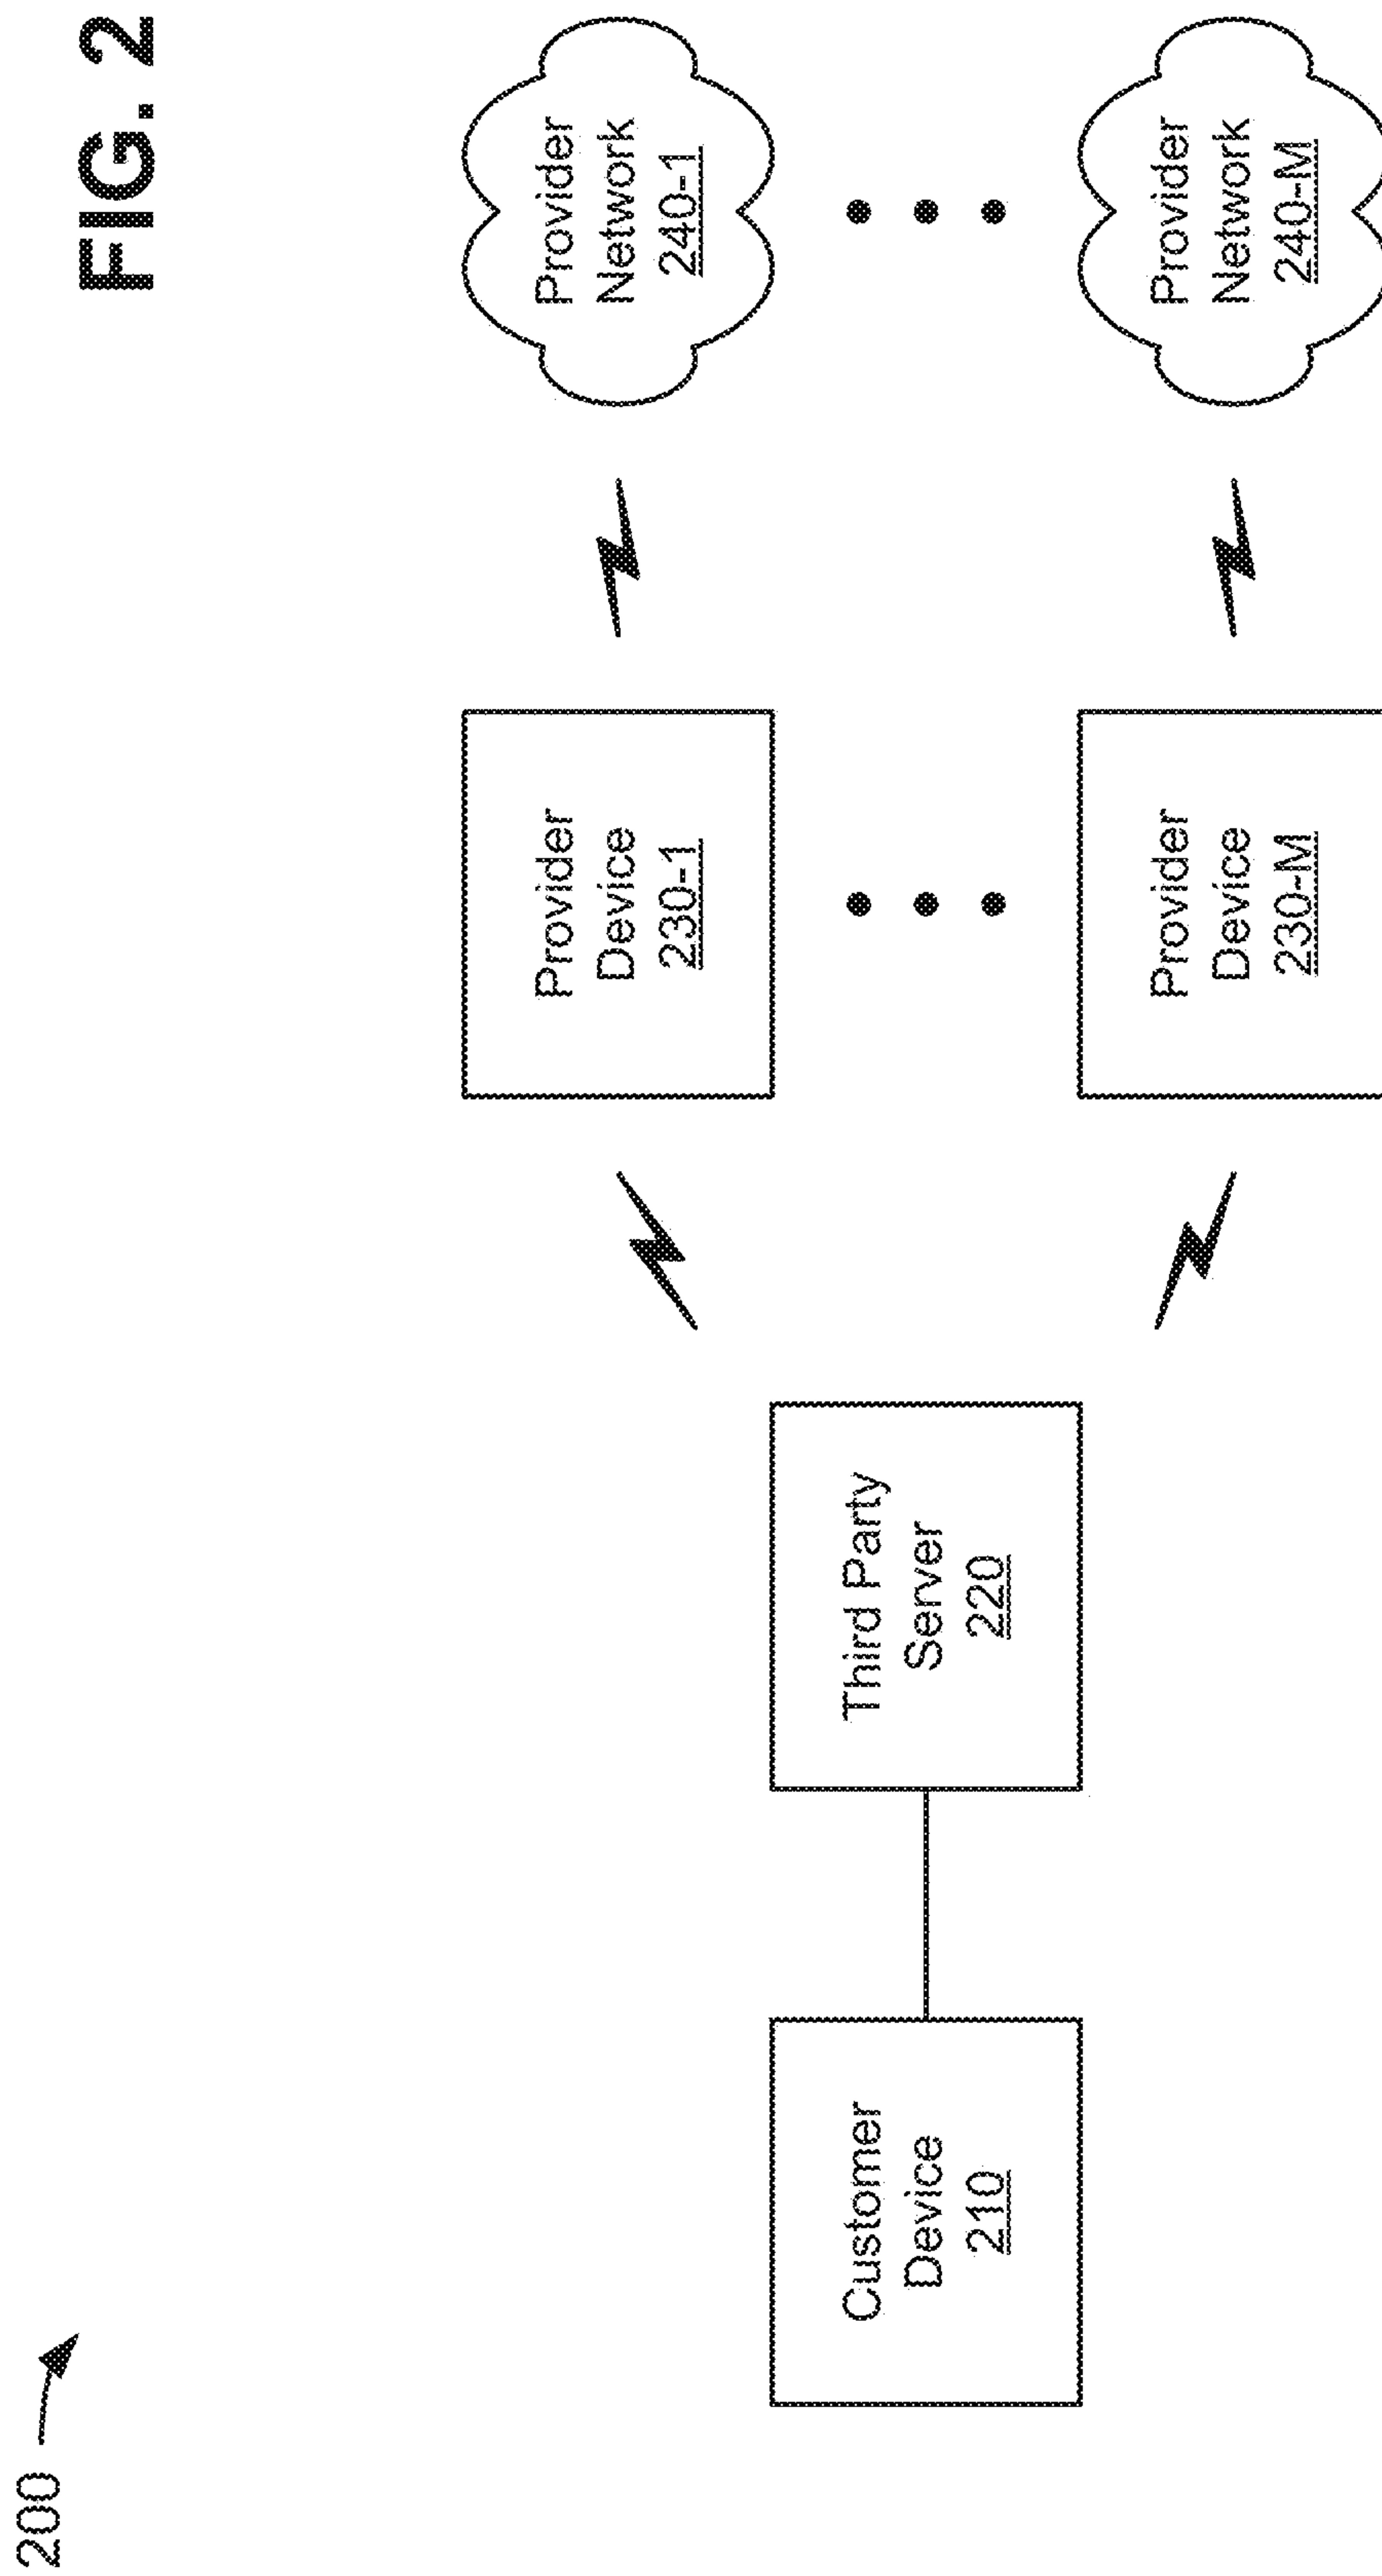 200
FIG. 2
Customer
Device
210
Third Party
Server
220
Provider
Device
230-1
Provider
Network
240-1
Provider
Device
230-M
Provider
Network
240-M